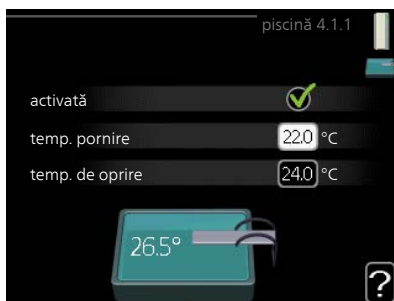 piscină 4.1.1
activată
temp. pornire 22.0 °C
temp. de oprire 24.0 °C
26.5°
?